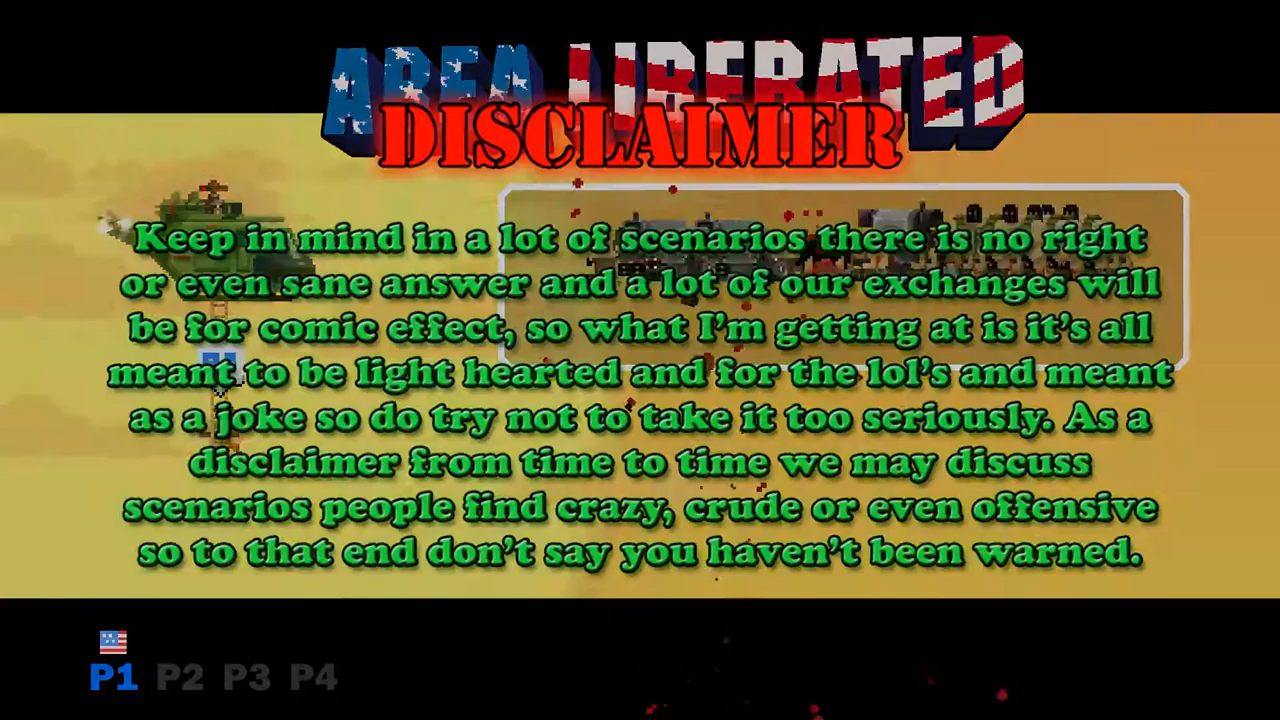 AREA LIBERATED
DISCLAIMER
Keep in mind in a lot of scenarios there is no right
or even sane answer and a lot of our exchanges will
be for comic effect, so what I'm getting at is it's all
meant to be light hearted and for the lol's and meant
as a joke so do try not to take it too seriously. As a
disclaimer from time to time we may discuss
scenarios people find crazy, crude or even offensive
so to that end don't say you haven't been warned.
P1 P2 P3 P4